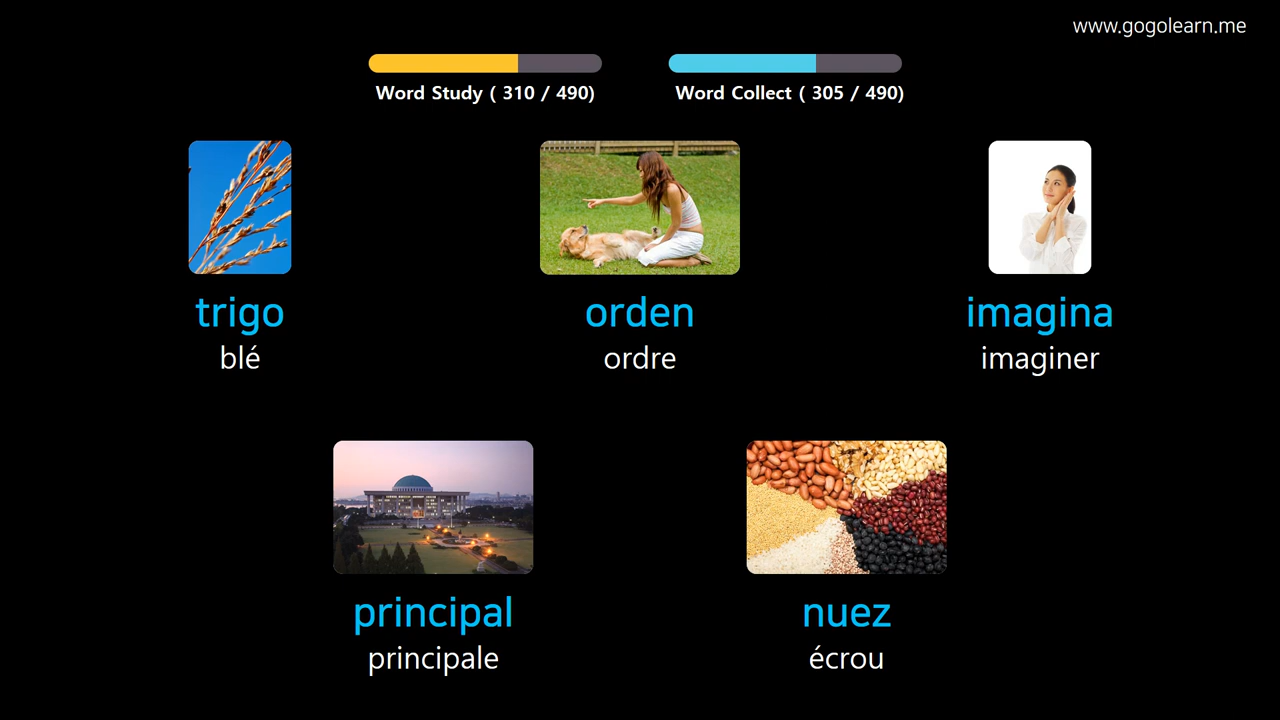 www.gogolearn.me
Word Study ( 310 / 490)
Word Collect ( 305 / 490)
trigo
blé
orden
ordre
imagina
imaginer
principal
principale
nuez
écrou